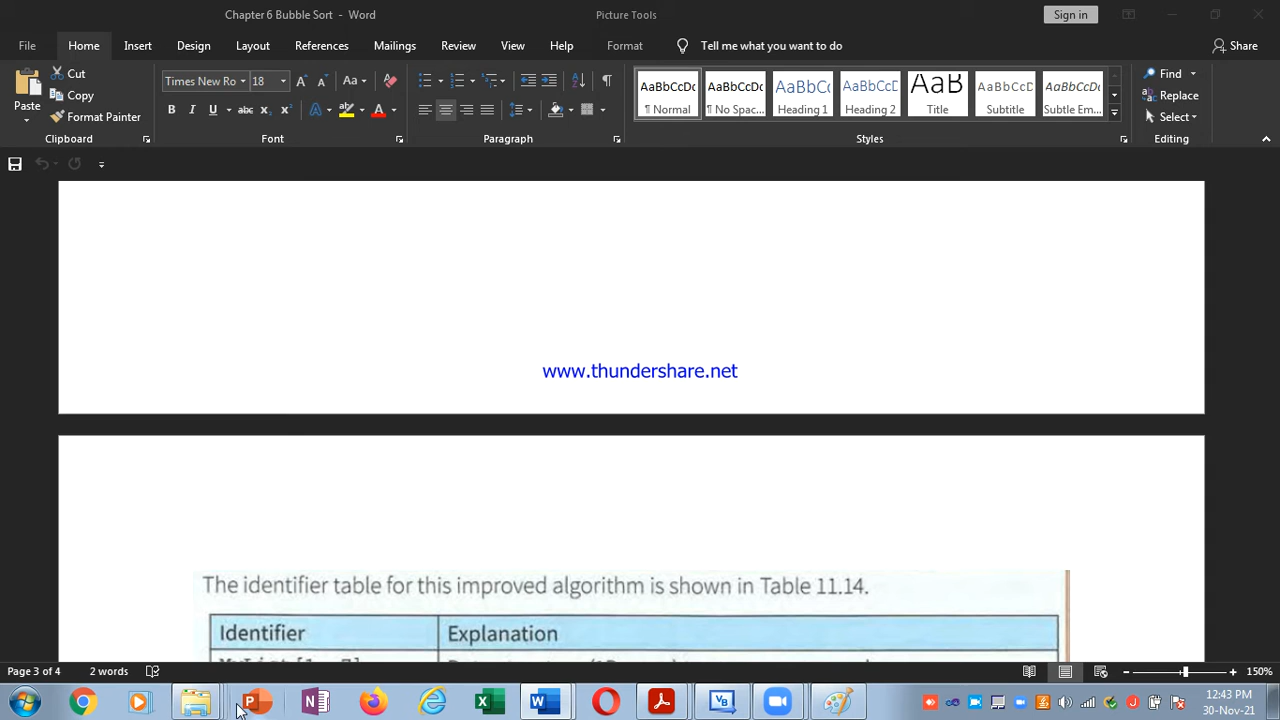 Chapter 6 Bubble Sort - Word
Picture Tools
Sign in
File Home Insert Design Layout References Mailings Review View Help Format Tell me what you want to do Share
Paste
Cut
Copy
Format Painter
Clipboard
Times New Ro 18
Font
Paragraph
AaBbCcDc ¶ Normal
AaBbCcDc ¶ No Spac...
AaBbCcD Heading 1
AaBbCcD Heading 2
AaB Title
AaBbCcD Subtitle
AaBbCcDc Subtle Em...
Styles
Find
Replace
Select
Editing
www.thundershare.net
The identifier table for this improved algorithm is shown in Table 11.14.
Identifier Explanation
Page 3 of 4 2 words 150%
12:43 PM
30-Nov-21